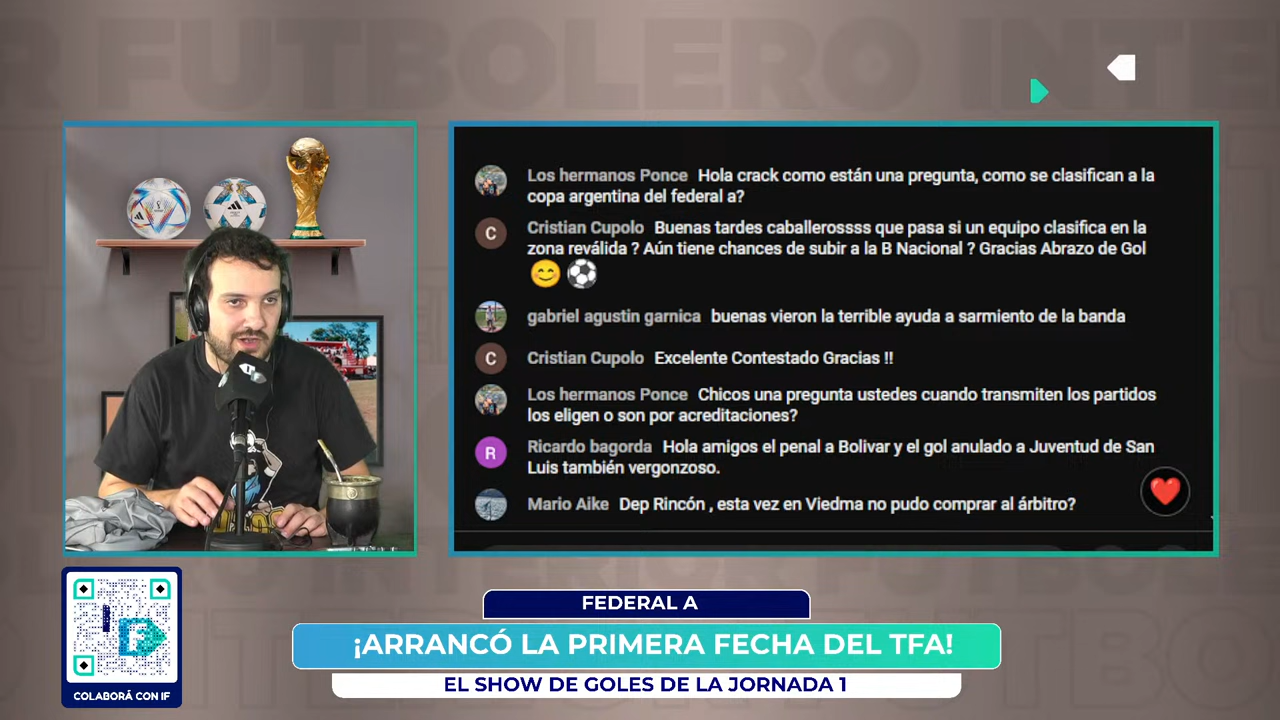 R FUTBOLERO INTE
Los hermanos Ponce Hola crack como están una pregunta, como se clasifican a la
copa argentina del federal a?
C Cristian Cupolo Buenas tardes caballerossss que pasa si un equipo clasifica en la
zona reválida ? Aún tiene chances de subir a la B Nacional ? Gracias Abrazo de Gol
😊 ⚽
gabriel agustin garnica buenas vieron la terrible ayuda a sarmiento de la banda
C Cristian Cupolo Excelente Contestado Gracias !!
Los hermanos Ponce Chicos una pregunta ustedes cuando transmiten los partidos
los eligen o son por acreditaciones?
R Ricardo bagorda Hola amigos el penal a Bolivar y el gol anulado a Juventud de San
Luis también vergonzoso.
Mario Aike Dep Rincón , esta vez en Viedma no pudo comprar al árbitro?
COLABORÁ CON IF
FEDERAL A
¡ARRANCÓ LA PRIMERA FECHA DEL TFA!
EL SHOW DE GOLES DE LA JORNADA 1